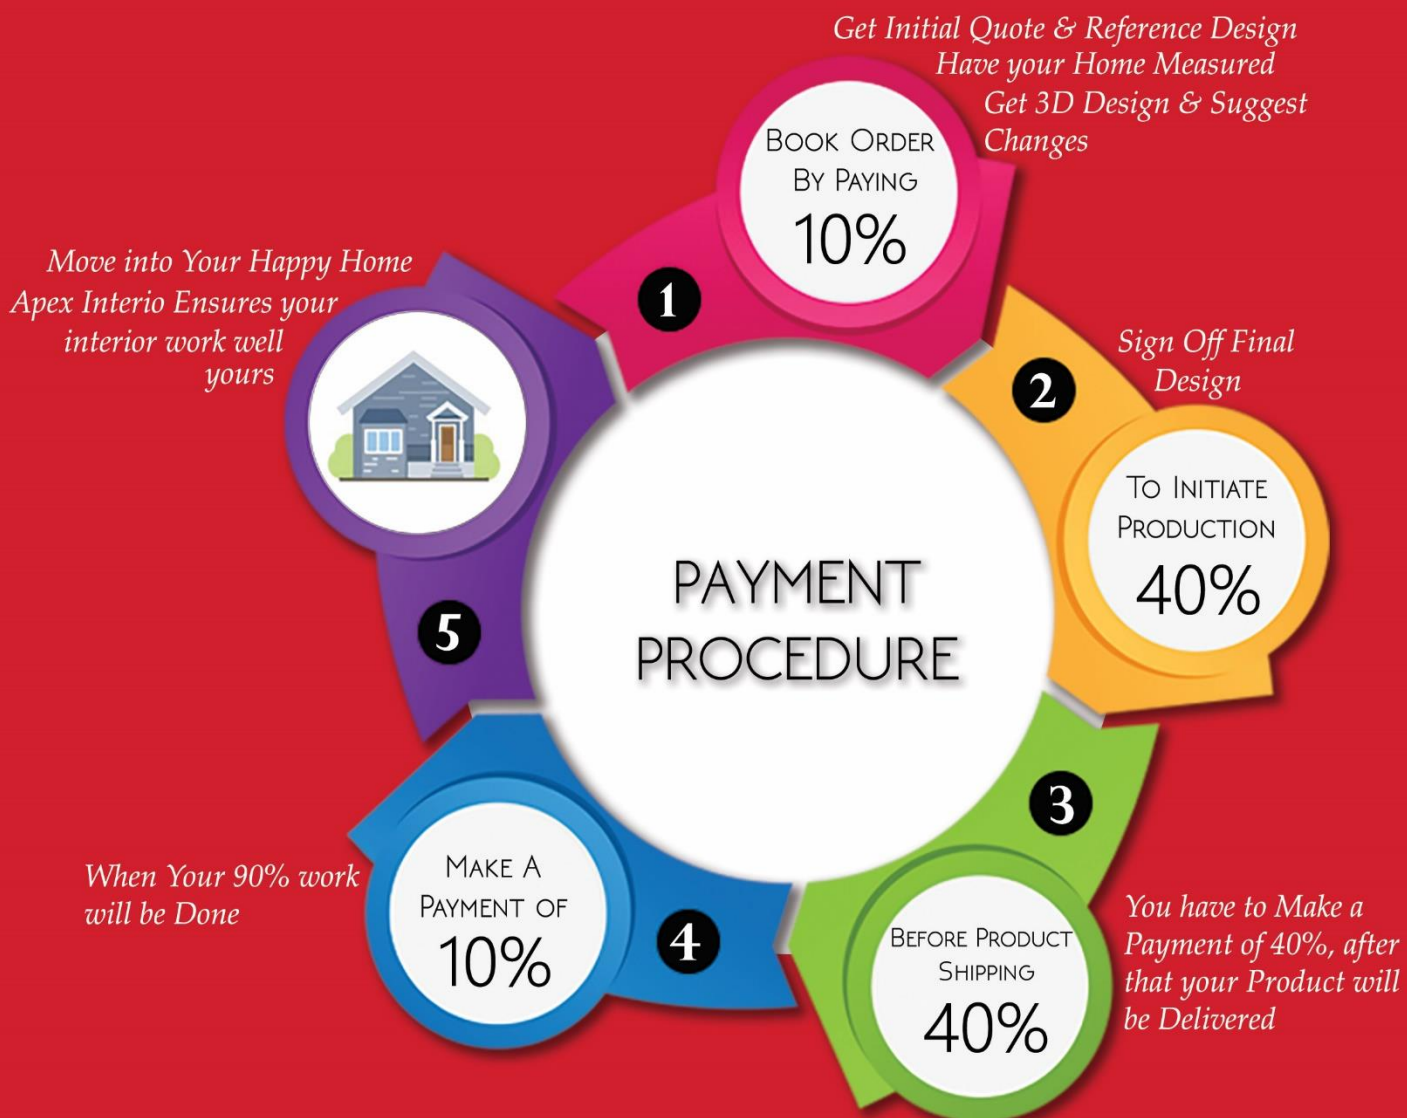 Get Initial Quote & Reference Design
Have your Home Measured
Get 3D Design & Suggest
Changes
BOOK ORDER
BY PAYING
10%
1
2
Sign Off Final
Design
TO INITIATE
PRODUCTION
40%
3
BEFORE PRODUCT
SHIPPING
40%
You have to Make a
Payment of 40%, after
that your Product will
be Delivered
4
MAKE A
PAYMENT OF
10%
When Your 90% work
will be Done
5
Move into Your Happy Home
Apex Interio Ensures your
interior work well
yours
PAYMENT
PROCEDURE